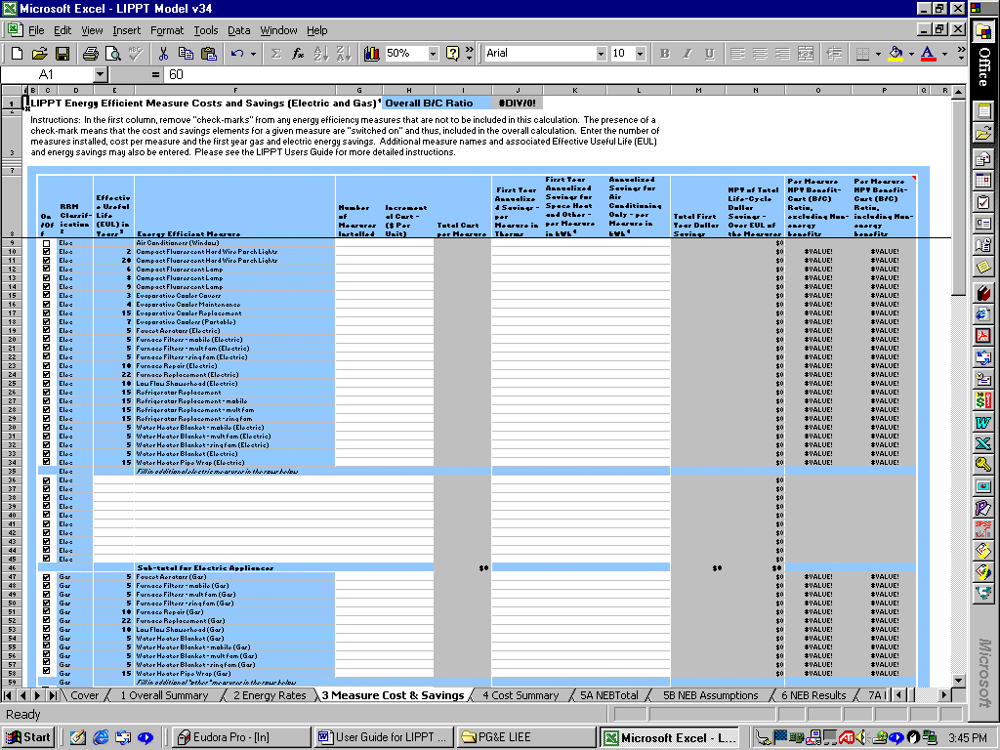 Microsoft Excel - LIPPT Model v34
File Edit View Insert Format Tools Data Window Help
50% Arial 10 B I U
A1 = 60
B C D E F G H I J K L M N O P Q R
1 LIPPT Energy Efficient Measure Costs and Savings (Electric and Gas)¹ Overall B/C Ratio #DIV/0!
3 Instructions: In the first column, remove "check-marks" from any energy efficiency measures that are not to be included in this calculation. The presence of a
check-mark means that the cost and savings elements for a given measure are "switched on" and thus, included in the overall calculation. Enter the number of
measures installed, cost per measure and the first year gas and electric energy savings. Additional measure names and associated Effective Useful Life (EUL)
and energy savings may also be entered. Please see the LIPPT Users Guide for more detailed instructions.
7
8 On /Off
RRM Classification ²
Effective Useful Life (EUL) in Years³
Energy Efficient Measure
Number of Measures Installed
Incremental Cost - ($ Per Unit)
Total Cost per Measure
First Year Annualized Savings - per Measure in Therms
First Year Annualized Savings for Space Heat and Other - per Measure in kWh⁴
Annualized Savings for Air Conditioning Only - per Measure in kWh⁴
Total First Year Dollar Savings
NPV of Total Life-Cycle Dollar Savings - Over EUL of the Measures
Per Measure NPV Benefit-Cost (B/C) Ratio, excluding Non-energy benefits
Per Measure NPV Benefit-Cost (B/C) Ratio, including Non-energy benefits
9 Elec Air Conditioners (Window) $0
10 Elec 2 Compact Fluorescent Hard Wire Porch Lights $0 #VALUE! #VALUE!
11 Elec 20 Compact Fluorescent Hard Wire Porch Lights $0 #VALUE! #VALUE!
12 Elec 6 Compact Fluorescent Lamp $0 #VALUE! #VALUE!
13 Elec 8 Compact Fluorescent Lamp $0 #VALUE! #VALUE!
14 Elec 9 Compact Fluorescent Lamp $0 #VALUE! #VALUE!
15 Elec 3 Evaporative Cooler Covers $0 #VALUE! #VALUE!
16 Elec 4 Evaporative Cooler Maintenance $0 #VALUE! #VALUE!
17 Elec 15 Evaporative Cooler Replacement $0 #VALUE! #VALUE!
18 Elec 7 Evaporative Coolers (Portable) $0 #VALUE! #VALUE!
19 Elec 5 Faucet Aerators (Electric) $0 #VALUE! #VALUE!
20 Elec 5 Furnace Filters - mobile (Electric) $0 #VALUE! #VALUE!
21 Elec 5 Furnace Filters - mult fam (Electric) $0 #VALUE! #VALUE!
22 Elec 5 Furnace Filters - sing fam (Electric) $0 #VALUE! #VALUE!
23 Elec 10 Furnace Repair (Electric) $0 #VALUE! #VALUE!
24 Elec 22 Furnace Replacement (Electric) $0 #VALUE! #VALUE!
25 Elec 10 Low Flow Showerhead (Electric) $0 #VALUE! #VALUE!
26 Elec 15 Refrigerator Replacement $0 #VALUE! #VALUE!
27 Elec 15 Refrigerator Replacement - mobile $0 #VALUE! #VALUE!
28 Elec 15 Refrigerator Replacement - mult fam $0 #VALUE! #VALUE!
29 Elec 15 Refrigerator Replacement - sing fam $0 #VALUE! #VALUE!
30 Elec 5 Water Heater Blanket - mobile (Electric) $0 #VALUE! #VALUE!
31 Elec 5 Water Heater Blanket - mult fam (Electric) $0 #VALUE! #VALUE!
32 Elec 5 Water Heater Blanket - sing fam (Electric) $0 #VALUE! #VALUE!
33 Elec 5 Water Heater Blanket (Electric) $0 #VALUE! #VALUE!
34 Elec 15 Water Heater Pipe Wrap (Electric) $0 #VALUE! #VALUE!
35 Elec Fill in additional electric measures in the rows below
36 Elec $0
37 Elec $0
38 Elec $0
39 Elec $0
40 Elec $0
41 Elec $0
42 Elec $0
43 Elec $0
44 Elec $0
45 Elec $0
46 Sub-total for Electric Appliances $0 $0 $0
47 Gas 5 Faucet Aerators (Gas) $0 #VALUE! #VALUE!
48 Gas 5 Furnace Filters - mobile (Gas) $0 #VALUE! #VALUE!
49 Gas 5 Furnace Filters - mult fam (Gas) $0 #VALUE! #VALUE!
50 Gas 5 Furnace Filters - sing fam (Gas) $0 #VALUE! #VALUE!
51 Gas 10 Furnace Repair (Gas) $0 #VALUE! #VALUE!
52 Gas 22 Furnace Replacement (Gas) $0 #VALUE! #VALUE!
53 Gas 10 Low Flow Showerhead (Gas) $0 #VALUE! #VALUE!
54 Gas 5 Water Heater Blanket (Gas) $0 #VALUE! #VALUE!
55 Gas 5 Water Heater Blanket - mobile (Gas) $0 #VALUE! #VALUE!
56 Gas 5 Water Heater Blanket - mult fam (Gas) $0 #VALUE! #VALUE!
57 Gas 5 Water Heater Blanket - sing fam (Gas) $0 #VALUE! #VALUE!
58 Gas 15 Water Heater Pipe Wrap (Gas) $0 #VALUE! #VALUE!
59 Gas Fill in additional "other" measures in the rows below
Cover / 1 Overall Summary / 2 Energy Rates / 3 Measure Cost & Savings / 4 Cost Summary / 5A NEBTotal / 5B NEB Assumptions / 6 NEB Results / 7A
Ready
Start Eudora Pro - [In] User Guide for LIPPT ... PG&E LIEE Microsoft Excel - L... 3:45 PM
Office
SPSS
Microsoft